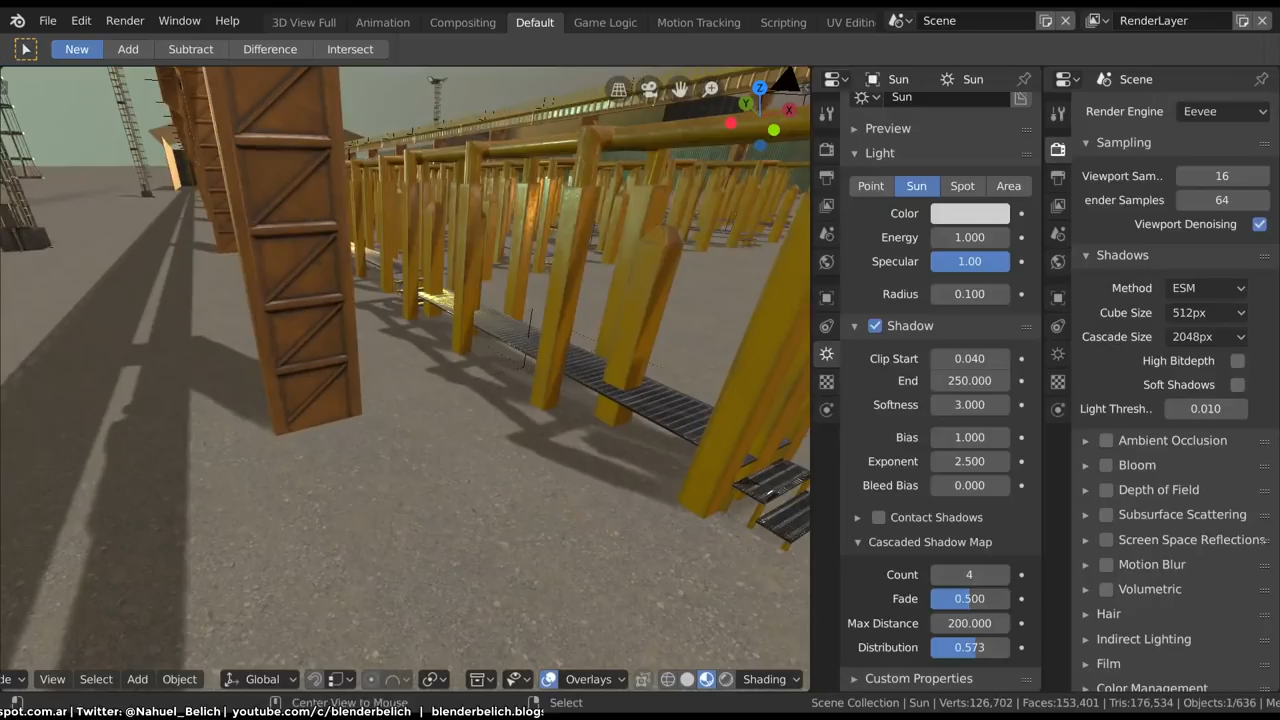 File Edit Render Window Help 3D View Full Animation Compositing Default Game Logic Motion Tracking Scripting UV Editin Scene RenderLayer
New Add Subtract Difference Intersect
Z
Y X
Sun Sun
Sun
Preview
Light
Point Sun Spot Area
Color
Energy 1.000
Specular 1.00
Radius 0.100
Shadow
Clip Start 0.040
End 250.000
Softness 3.000
Bias 1.000
Exponent 2.500
Bleed Bias 0.000
Contact Shadows
Cascaded Shadow Map
Count 4
Fade 0.500
Max Distance 200.000
Distribution 0.573
Custom Properties
Scene
Render Engine Eevee
Sampling
Viewport Sam.. 16
ender Samples 64
Viewport Denoising
Shadows
Method ESM
Cube Size 512px
Cascade Size 2048px
High Bitdepth
Soft Shadows
Light Thresh.. 0.010
Ambient Occlusion
Bloom
Depth of Field
Subsurface Scattering
Screen Space Reflections
Motion Blur
Volumetric
Hair
Indirect Lighting
Film
Color Management
de View Select Add Object Global Overlays Shading
Center View to Mouse Select Scene Collection | Sun | Verts:126,702 | Faces:153,401 | Tris:176,534 | Objects:1/636 | Me
spot.com.ar | Twitter: @Nahuel_Belich | youtube.com/c/blenderbelich | blenderbelich.blogs